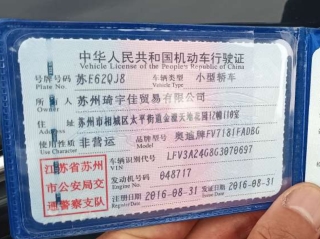 中华人民共和国机动车行驶证
Vehicle License of the People's Republic of China
号牌号码 苏E62QJ8 车辆类型 小型轿车
Plate No. Vehicle Type
所有人 苏州琦宇佳贸易有限公司
Owner
住址 苏州市相城区太平街道金澄天地花园12幢110室
Address
使用性质 非营运 品牌型号 奥迪牌FV7181FADBG
Use Character Model
江苏省苏州市公安局交通警察支队
车辆识别代号 LFV3A24G8G3070697
VIN
发动机号码 048717
Engine No.
注册日期 2016-08-31 发证日期 2016-08-31
Register Date Issue Date